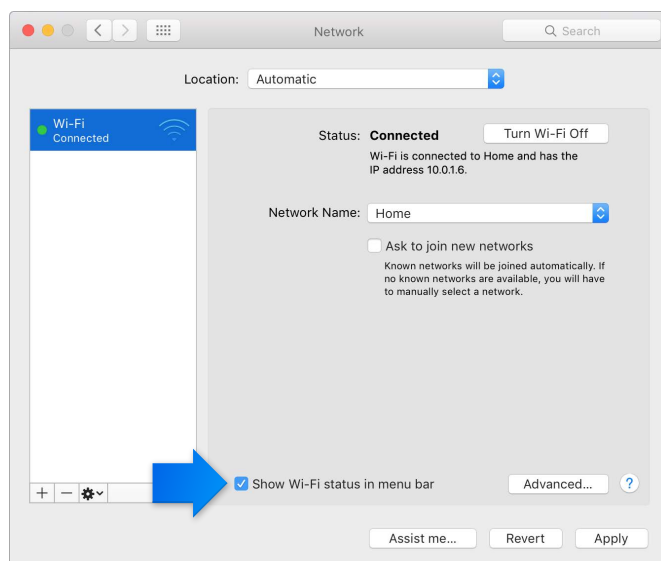 Network
Search
Location: Automatic
Wi-Fi
Connected
Status: Connected
Turn Wi-Fi Off
Wi-Fi is connected to Home and has the
IP address 10.0.1.6.
Network Name: Home
Ask to join new networks
Known networks will be joined automatically. If
no known networks are available, you will have
to manually select a network.
Show Wi-Fi status in menu bar
Advanced...
?
Assist me...
Revert
Apply